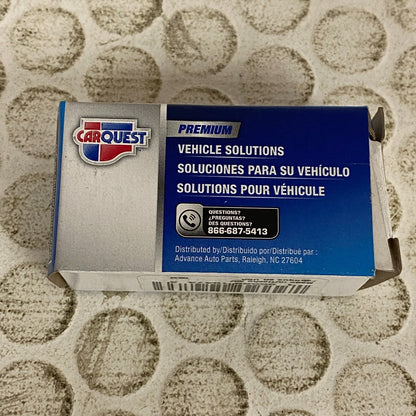 CARQUEST
PREMIUM
VEHICLE SOLUTIONS
SOLUCIONES PARA SU VEHÍCULO
SOLUTIONS POUR VÉHICULE
QUESTIONS?
¿PREGUNTAS?
DES QUESTIONS?
866-687-5413
Distributed by/Distribuido por/Distribué par :
Advance Auto Parts, Raleigh, NC 27604